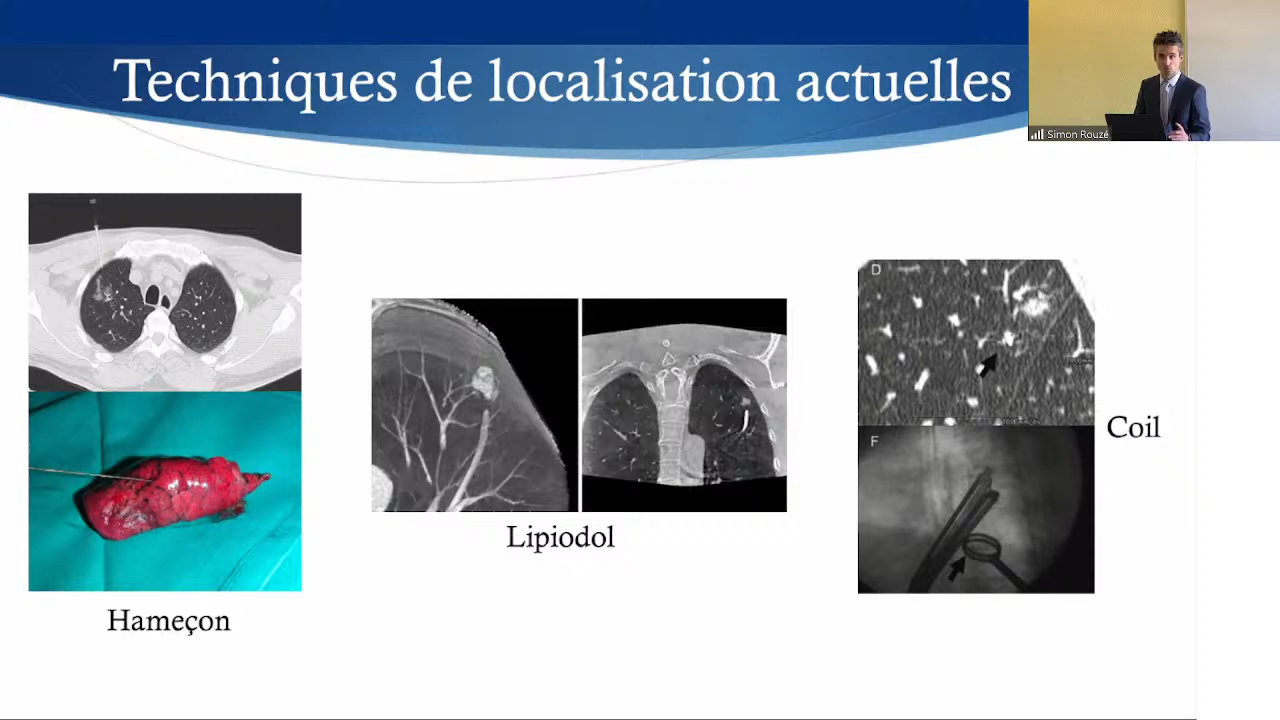 Techniques de localisation actuelles
Simon Rouzé
D
Coil
F
Lipiodol
Hameçon